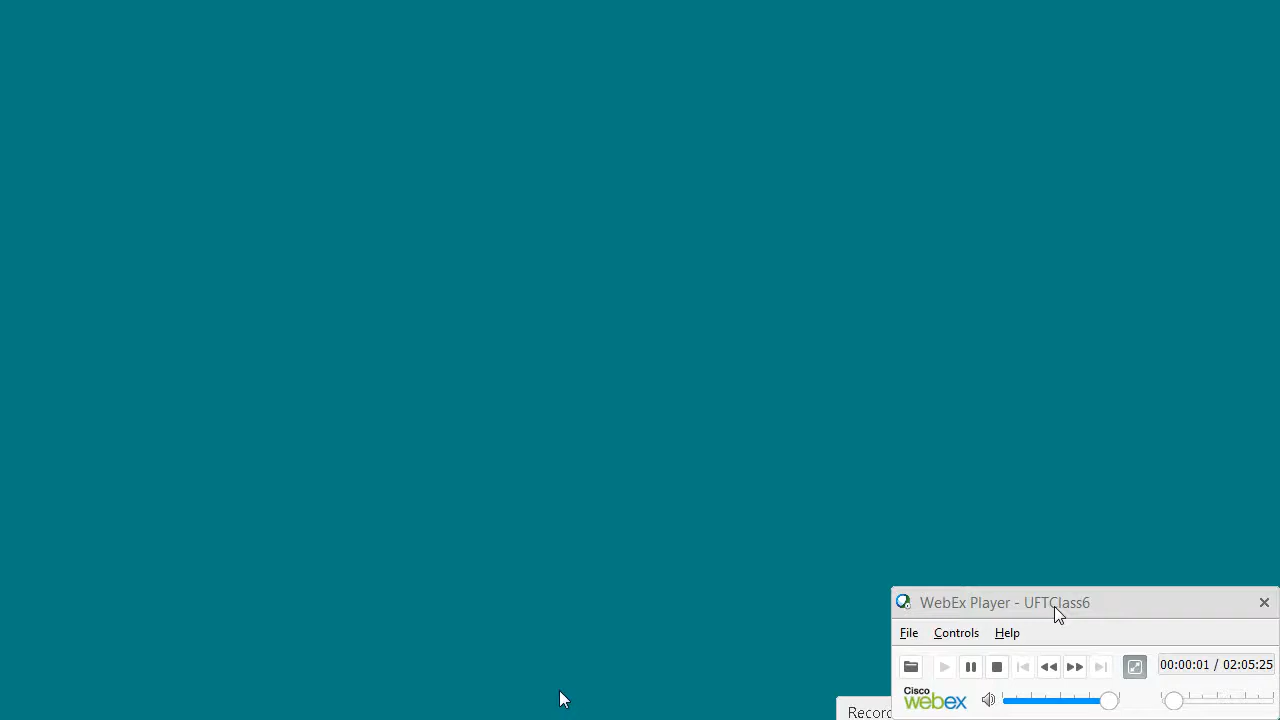 WebEx Player - UFTClass6
File Controls Help
00:00:01 / 02:05:25
Cisco
webex
Record